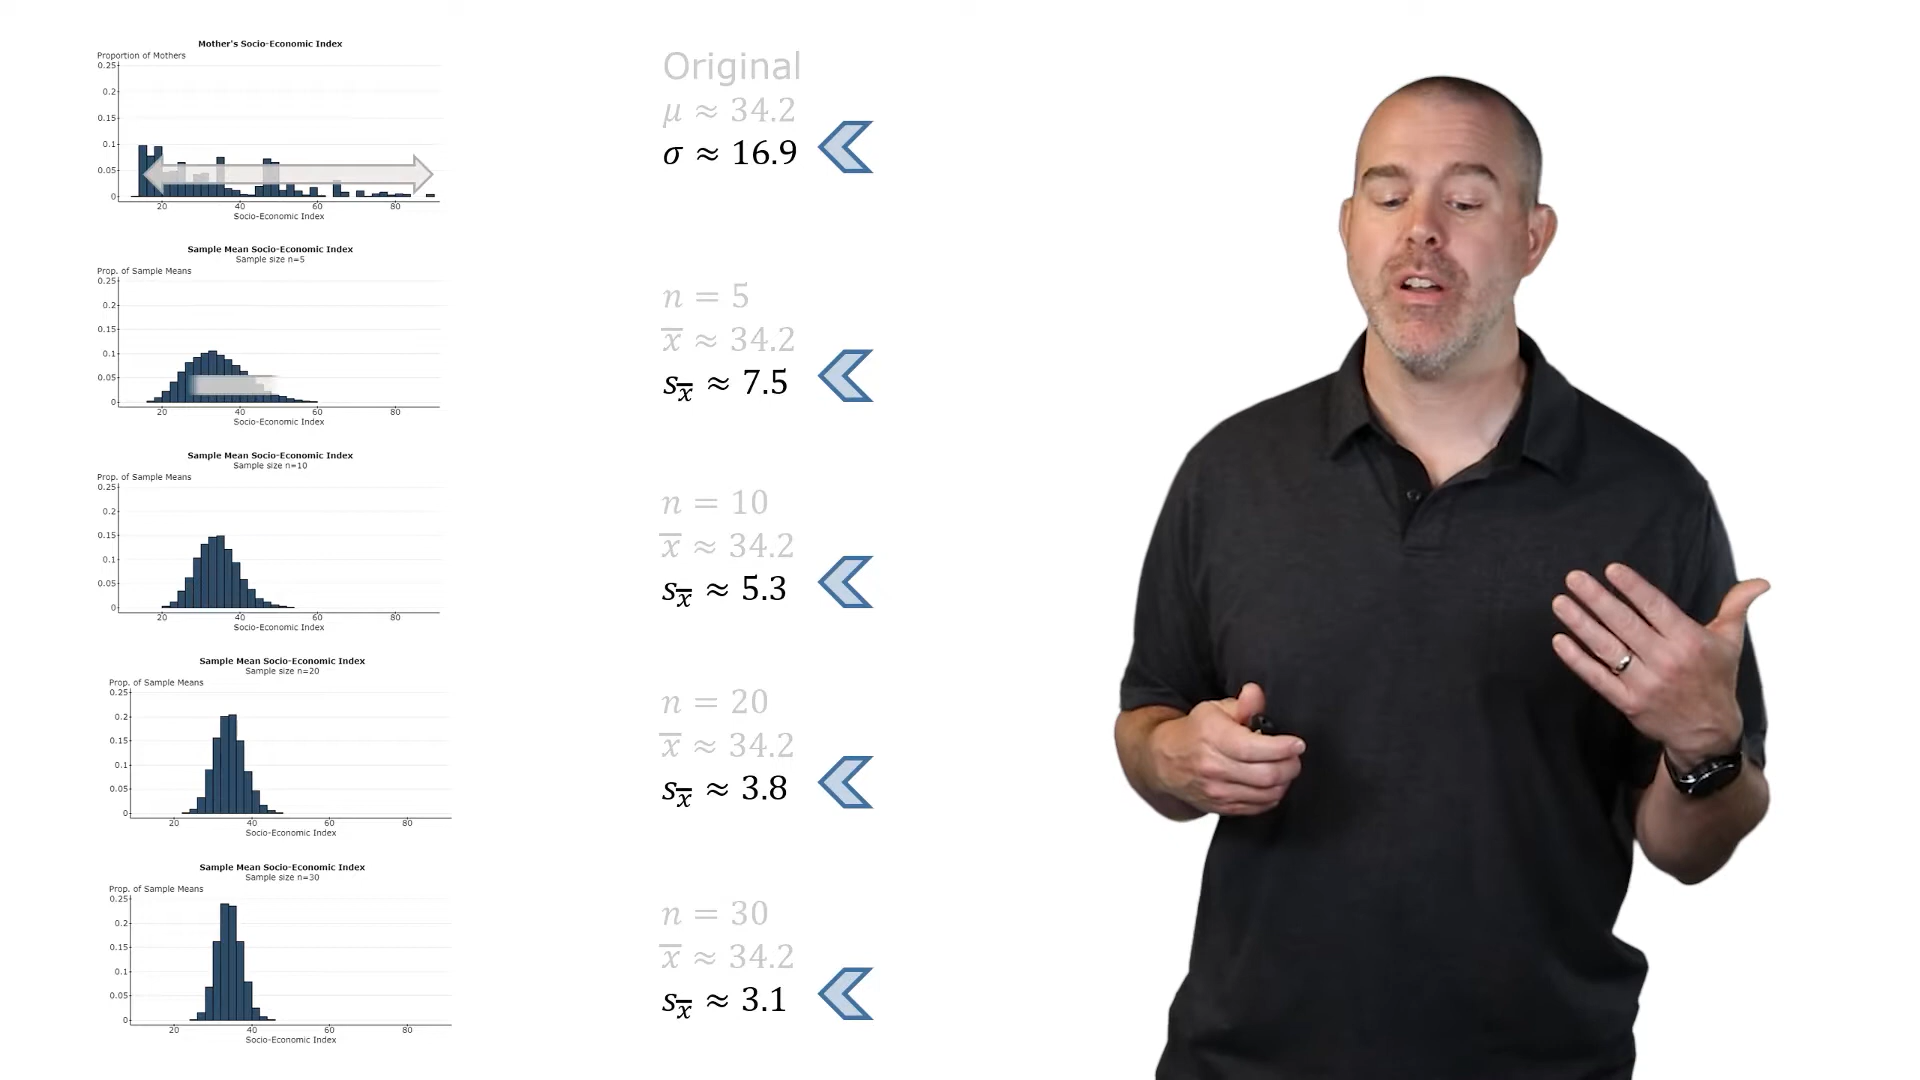 Mother's Socio-Economic Index
Proportion of Mothers
0.25
0.2
0.15
0.1
0.05
0
20 40 60 80
Socio-Economic Index
Original
μ ≈ 34.2
σ ≈ 16.9
Sample Mean Socio-Economic Index
Sample size n=5
Prop. of Sample Means
0.25
0.2
0.15
0.1
0.05
0
20 40 60 80
Socio-Economic Index
n = 5
x̅ ≈ 34.2
sx̅ ≈ 7.5
Sample Mean Socio-Economic Index
Sample size n=10
Prop. of Sample Means
0.25
0.2
0.15
0.1
0.05
0
20 40 60 80
Socio-Economic Index
n = 10
x̅ ≈ 34.2
sx̅ ≈ 5.3
Sample Mean Socio-Economic Index
Sample size n=20
Prop. of Sample Means
0.25
0.2
0.15
0.1
0.05
0
20 40 60 80
Socio-Economic Index
n = 20
x̅ ≈ 34.2
sx̅ ≈ 3.8
Sample Mean Socio-Economic Index
Sample size n=30
Prop. of Sample Means
0.25
0.2
0.15
0.1
0.05
0
20 40 60 80
Socio-Economic Index
n = 30
x̅ ≈ 34.2
sx̅ ≈ 3.1